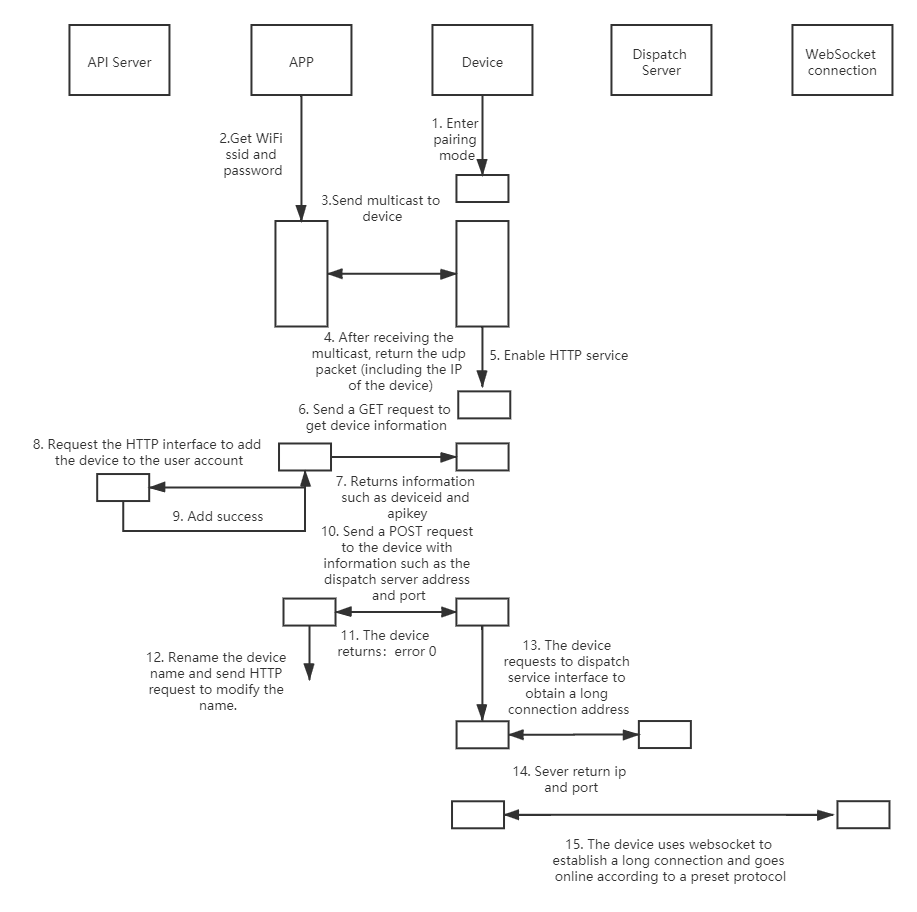 API Server
APP
Device
Dispatch
Server
WebSocket
connection
1. Enter
pairing
mode
2.Get WiFi
ssid and
password
3.Send multicast to
device
4. After receiving the
multicast, return the udp
packet (including the IP
of the device)
5. Enable HTTP service
6. Send a GET request to
get device information
8. Request the HTTP interface to add
the device to the user account
7. Returns information
such as deviceid and
apikey
9. Add success
10. Send a POST request
to the device with
information such as the
dispatch server address
and port
11. The device
returns: error 0
12. Rename the device
name and send HTTP
request to modify the
name.
13. The device
requests to dispatch
service interface to
obtain a long
connection address
14. Sever return ip
and port
15. The device uses websocket to
establish a long connection and goes
online according to a preset protocol